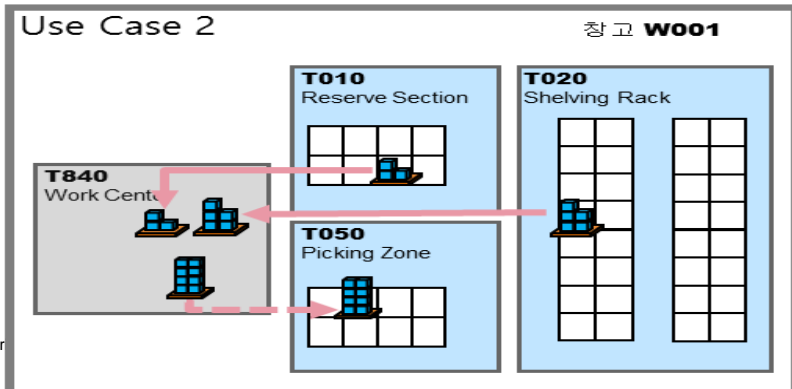 Use Case 2
창고 W001
T010
Reserve Section
T020
Shelving Rack
T840
Work Cente
T050
Picking Zone
r